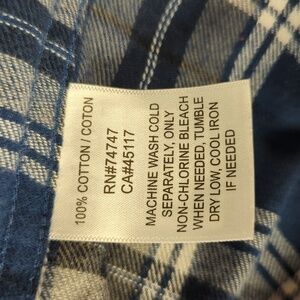 100% COTTON / COTON
RN#74747
CA#45117
MACHINE WASH COLD
SEPARATELY, ONLY
NON-CHLORINE BLEACH
WHEN NEEDED, TUMBLE
DRY LOW, COOL IRON
IF NEEDED